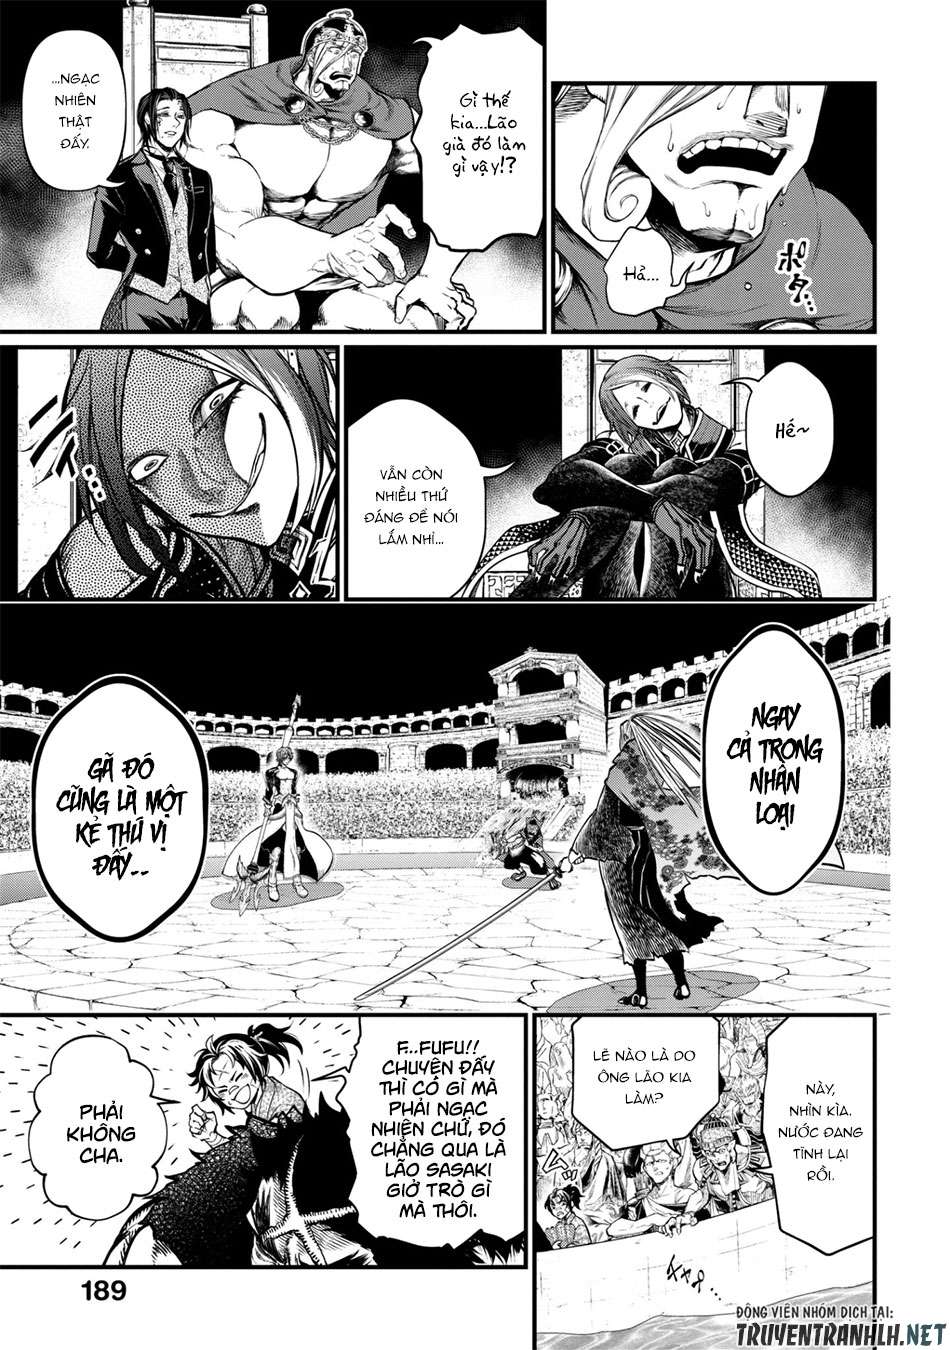 Hả...
ポタ...
Gì thế
kia...Lão
già đó làm
gì vậy!?
...NGẠC
NHIÊN
THẬT
ĐẤY.
Hế~
VẪN CÒN
NHIỀU THỨ
ĐÁNG ĐỂ NÓI
LẮM NHỈ...
NGAY
CẢ TRONG
NHÂN
LOẠI
GÃ ĐÓ
CŨNG LÀ MỘT
KẺ THÚ VỊ
ĐẤY...
NÀY,
NHÌN KÌA.
NƯỚC ĐANG
TĨNH LẠI
RỒI.
LẼ NÀO LÀ DO
ÔNG LÃO KIA
LÀM?
F...FUFU!!
CHUYỆN ĐẤY
THÌ CÓ GÌ MÀ
PHẢI NGẠC
NHIÊN CHỨ, ĐÓ
CHẲNG QUA LÀ
LÃO SASAKI
GIỞ TRÒ GÌ
MÀ THÔI.
PHẢI
KHÔNG
CHA.
189
ĐỘNG VIÊN NHÓM DỊCH TẠI:
TRUYENTRANHLH.NET